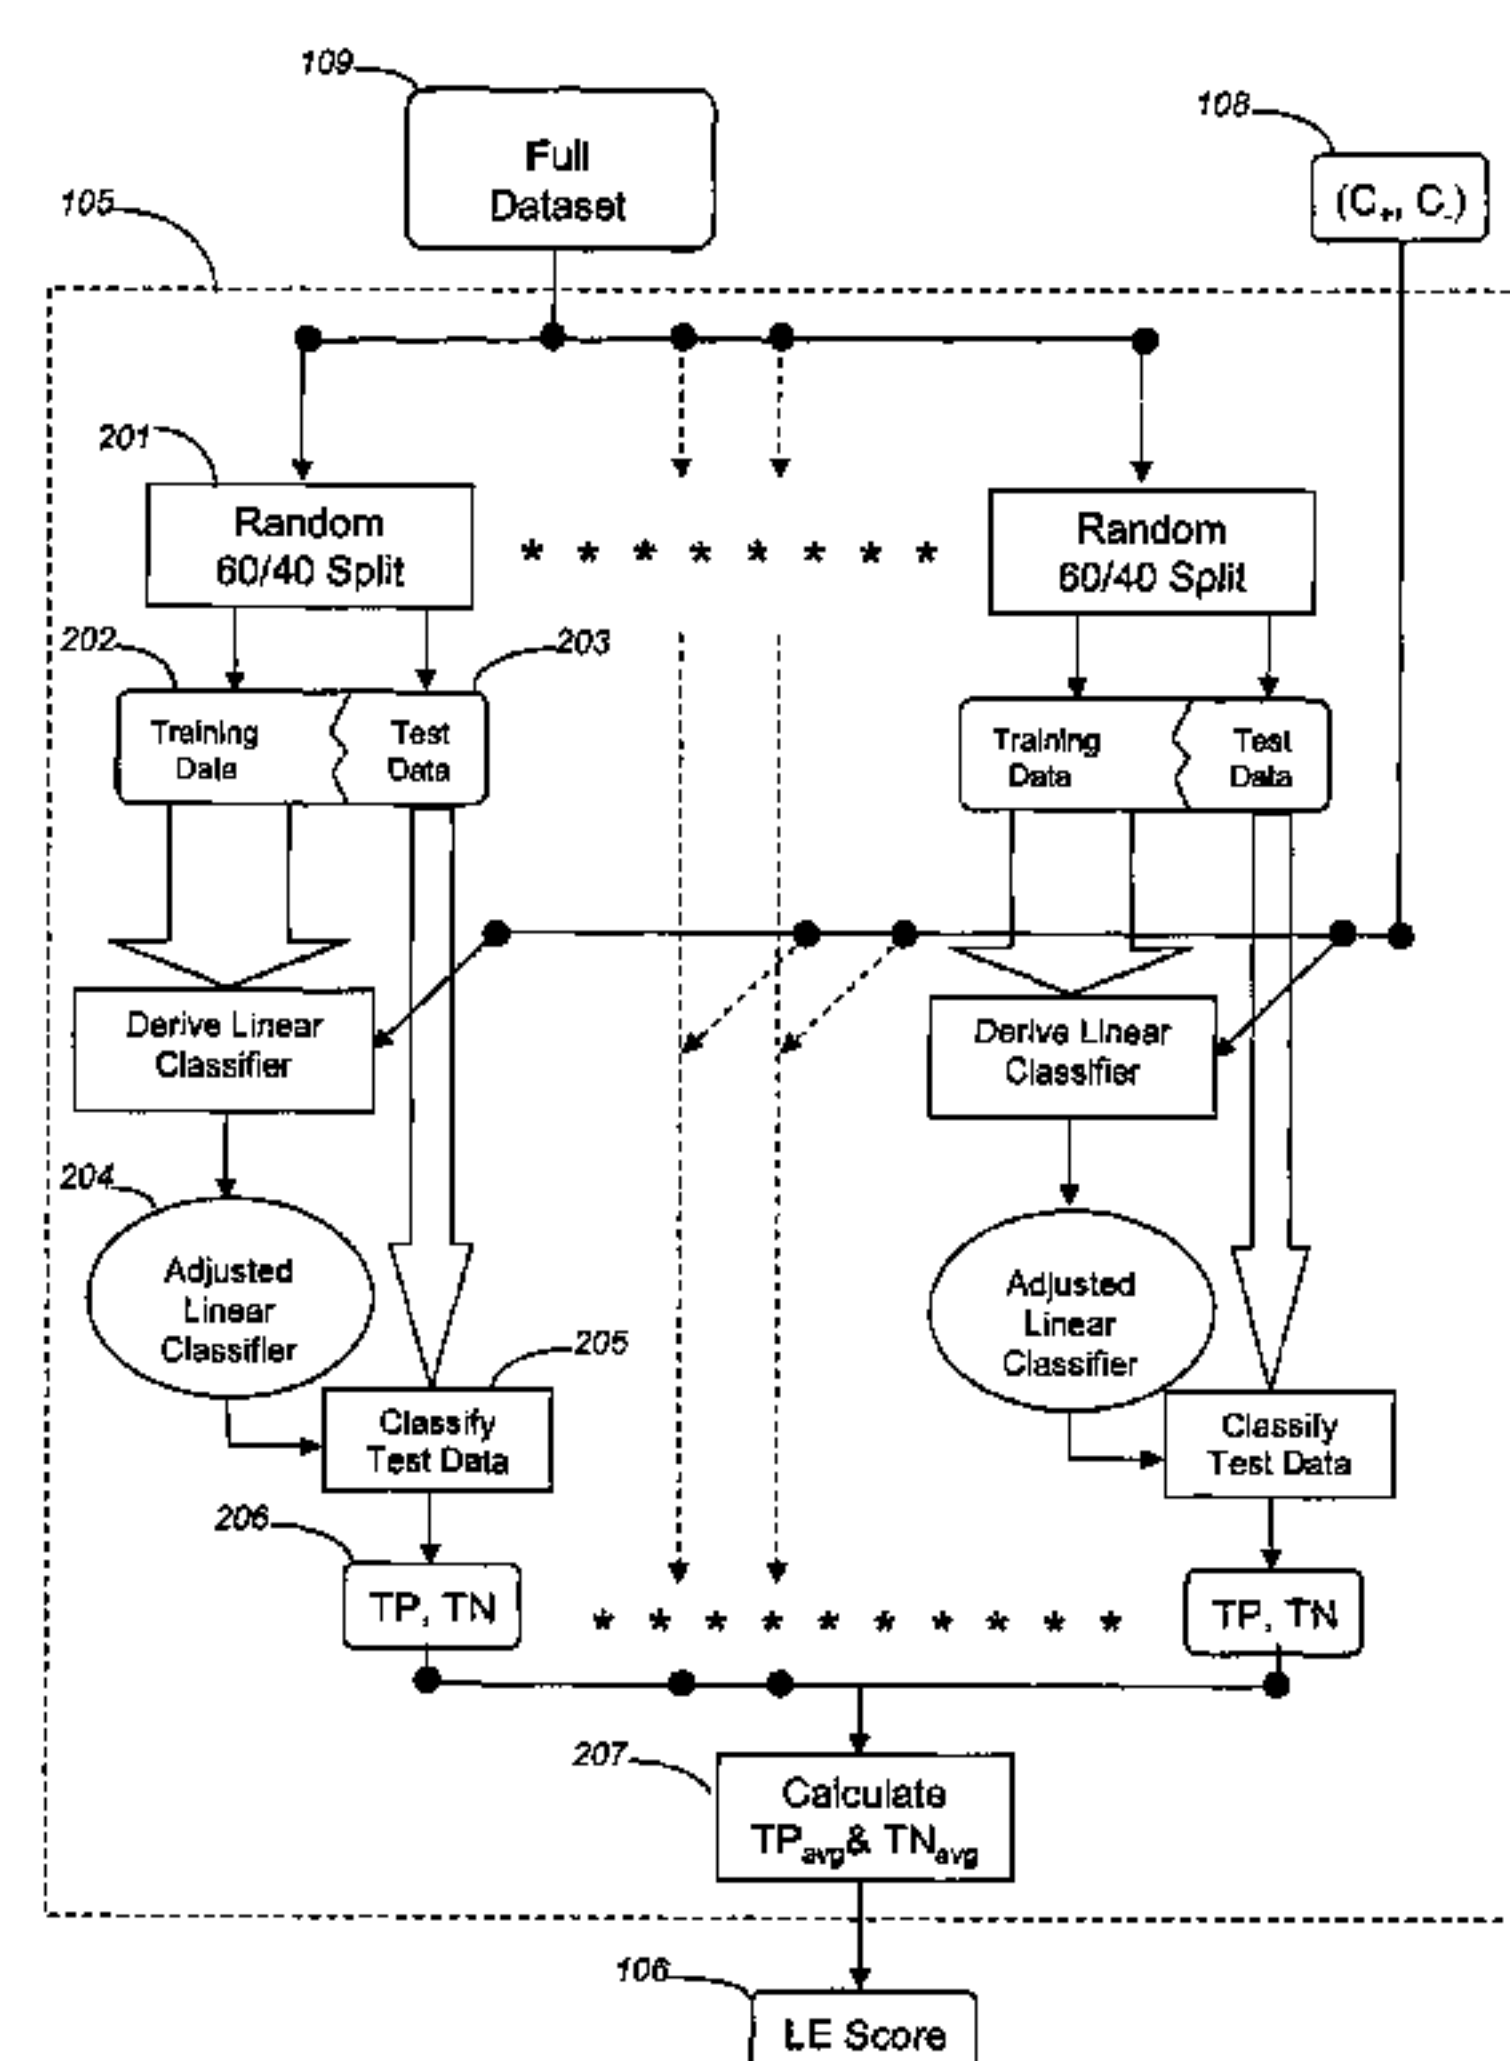 109
Full
Dataset
108
(C+, C-)
105
201
Random
60/40 Split
* * * * * * * *
Random
60/40 Split
202
203
Training
Data
Test
Data
Training
Data
Test
Data
Derive Linear
Classifier
Derive Linear
Classifier
204
Adjusted
Linear
Classifier
Adjusted
Linear
Classifier
205
Classify
Test Data
Classify
Test Data
206
TP, TN
* * * * * * * * * *
TP, TN
207
Calculate
TPavg& TNavg
106
LE Score